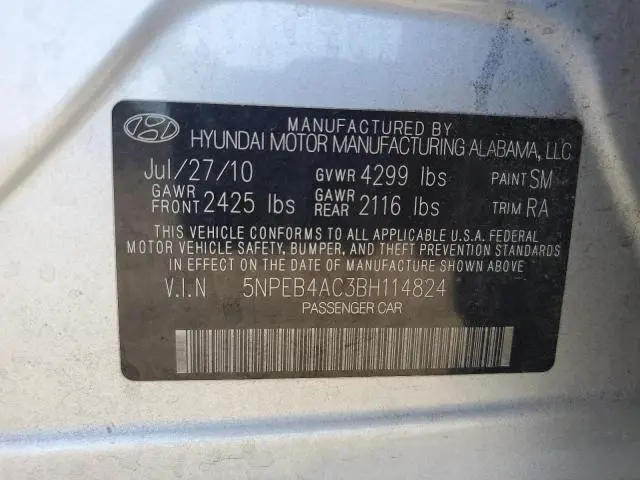 MANUFACTURED BY
HYUNDAI MOTOR MANUFACTURING ALABAMA, LLC
Jul/27/10 GVWR 4299 lbs PAINT SM
GAWR FRONT 2425 lbs GAWR REAR 2116 lbs TRIM RA
THIS VEHICLE CONFORMS TO ALL APPLICABLE U.S.A. FEDERAL
MOTOR VEHICLE SAFETY, BUMPER, AND THEFT PREVENTION STANDARDS
IN EFFECT ON THE DATE OF MANUFACTURE SHOWN ABOVE
V.I.N 5NPEB4AC3BH114824
PASSENGER CAR